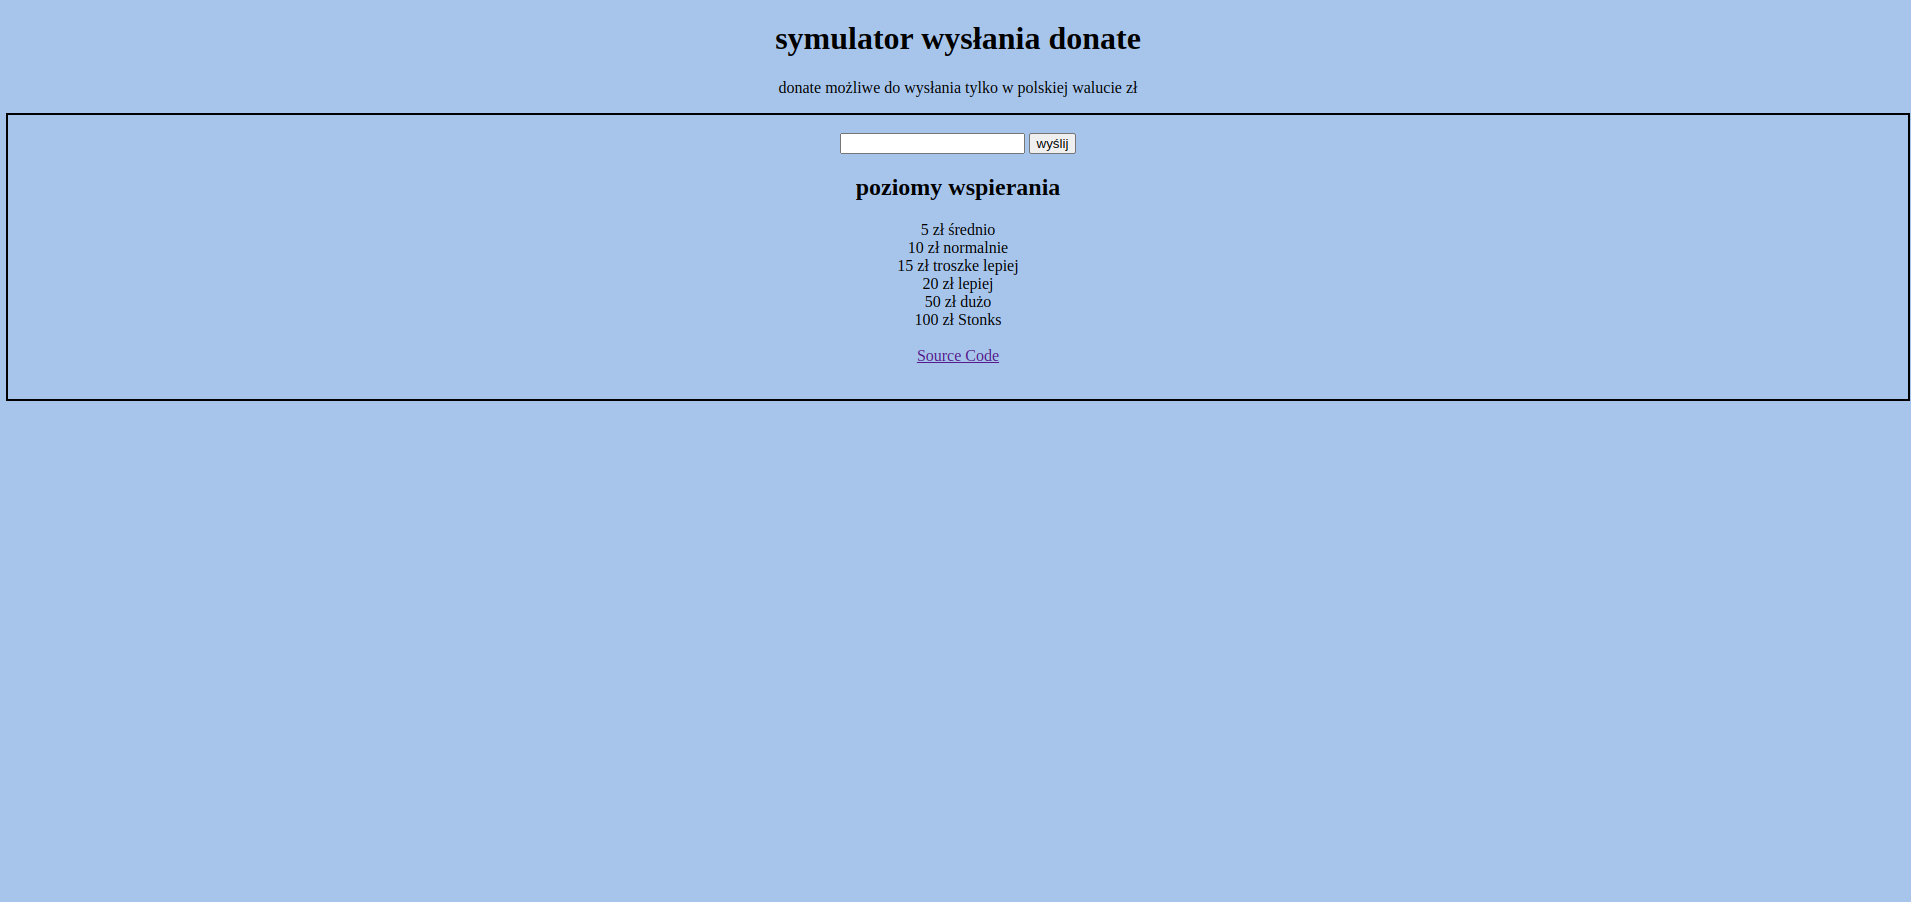 symulator wysłania donate
donate możliwe do wysłania tylko w polskiej walucie zł
wyślij
poziomy wspierania
5 zł średnio
10 zł normalnie
15 zł troszke lepiej
20 zł lepiej
50 zł dużo
100 zł Stonks
Source Code